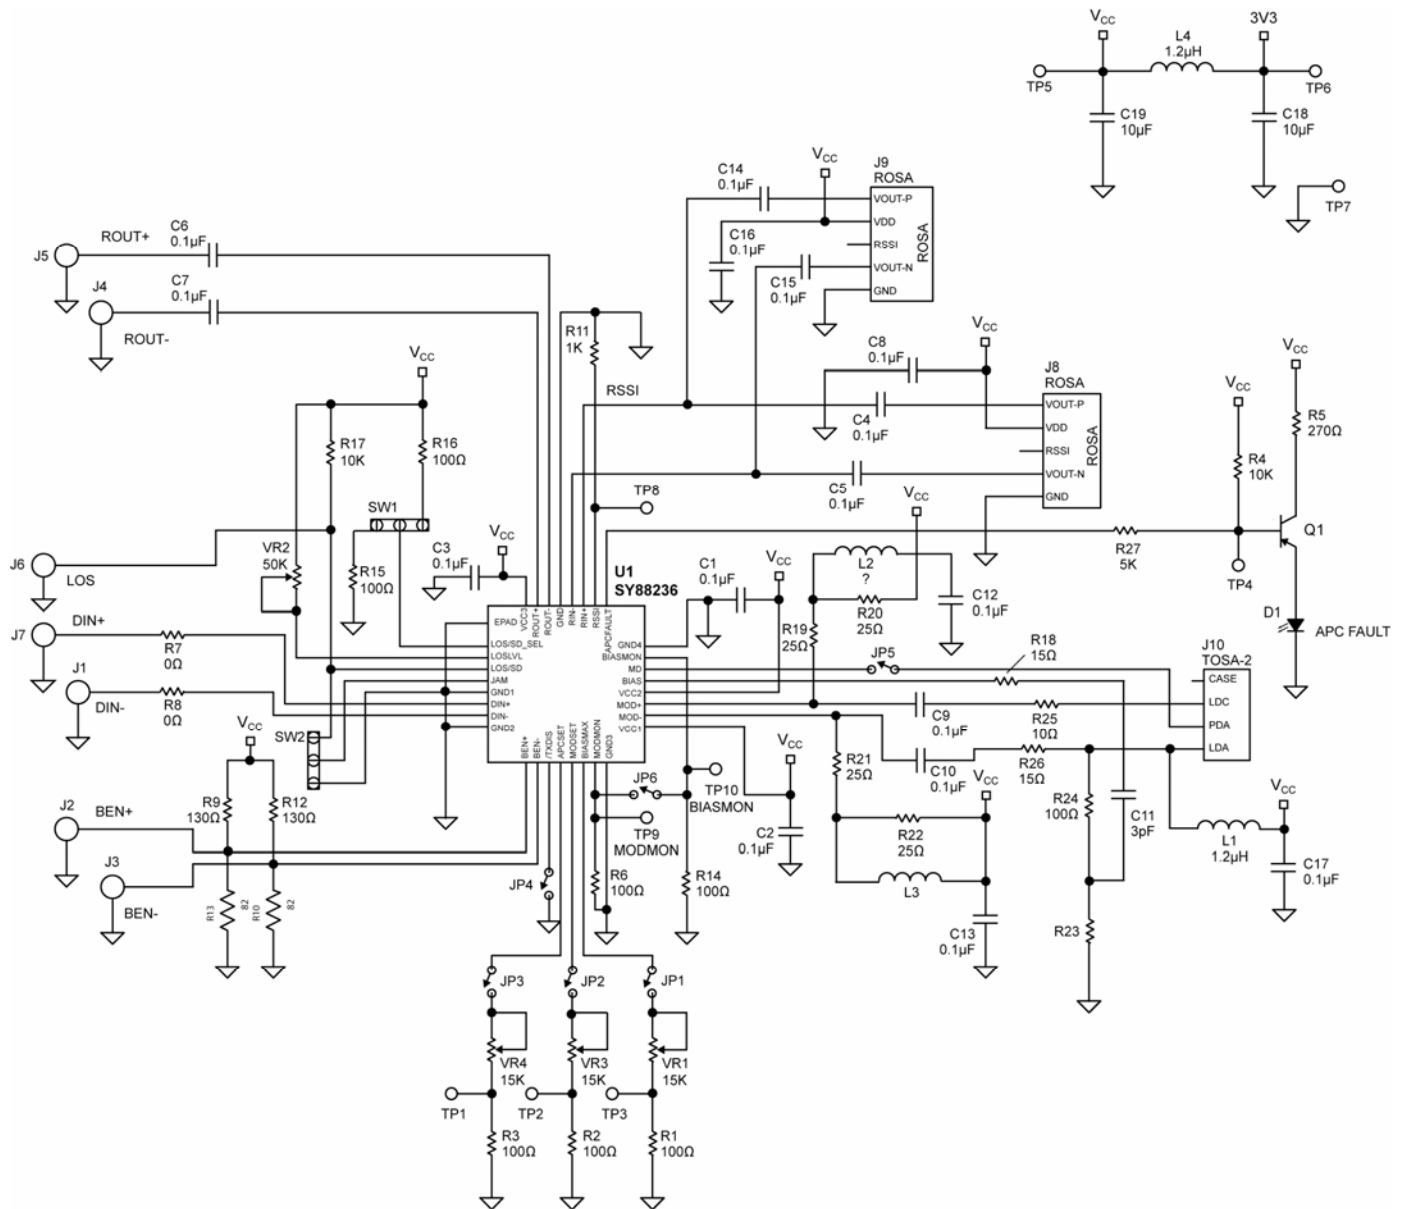 VCC
L4
1.2µH
3V3
TP5
TP6
C19
10µF
C18
10µF
TP7
J9
ROSA
VCC
C14
0.1µF
VOUT-P
VDD
RSSI
VOUT-N
GND
ROSA
C16
0.1µF
C15
0.1µF
J5
ROUT+
C6
0.1µF
J4
ROUT-
C7
0.1µF
R11
1K
RSSI
VCC
C8
0.1µF
J8
ROSA
VOUT-P
VDD
RSSI
VOUT-N
GND
ROSA
C4
0.1µF
C5
0.1µF
VCC
VCC
R5
270Ω
R4
10K
Q1
R27
5K
TP4
D1
APC FAULT
VCC
R17
10K
R16
100Ω
SW1
TP8
VCC
J6
LOS
VR2
50K
R15
100Ω
C3
0.1µF
VCC
U1
SY88236
C1
0.1µF
VCC
L2
?
R20
25Ω
C12
0.1µF
R19
25Ω
J7
DIN+
R7
0Ω
J1
DIN-
R8
0Ω
EPAD
LOS/SD_SEL
LOSLVL
LOS/SD
JAM
GND1
DIN+
DIN-
GND2
VCC3
ROUT+
ROUT-
GND
RIN-
RIN+
RSSI
APCFAULT
GND4
BIASMON
MD
BIAS
VCC2
MOD+
MOD-
VCC1
BEN+
BEN-
/TXDIS
APCSET
MODSET
BIASMAX
MODMON
GND3
JP5
R18
15Ω
J10
TOSA-2
CASE
LDC
PDA
LDA
C9
0.1µF
R25
10Ω
C10
0.1µF
R26
15Ω
R21
25Ω
VCC
SW2
VCC
R9
130Ω
R12
130Ω
J2
BEN+
J3
BEN-
R13
82
R10
82
JP6
TP10
BIASMON
TP9
MODMON
VCC
C2
0.1µF
R22
25Ω
L3
VCC
C13
0.1µF
R24
100Ω
C11
3pF
R23
L1
1.2µH
VCC
C17
0.1µF
JP4
R6
100Ω
R14
100Ω
JP3
JP2
JP1
VR4
15K
VR3
15K
VR1
15K
TP1
TP2
TP3
R3
100Ω
R2
100Ω
R1
100Ω